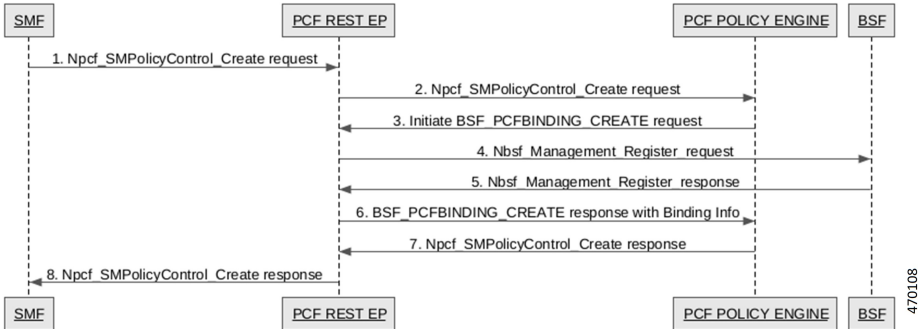 SMF PCF REST EP PCF POLICY ENGINE BSF
1. Npcf_SMPolicyControl_Create request
2. Npcf_SMPolicyControl_Create request
3. Initiate BSF_PCFBINDING_CREATE request
4. Nbsf_Management_Register_request
5. Nbsf_Management_Register_response
6. BSF_PCFBINDING_CREATE response with Binding Info
7. Npcf_SMPolicyControl_Create response
8. Npcf_SMPolicyControl_Create response
SMF PCF REST EP PCF POLICY ENGINE BSF
470108